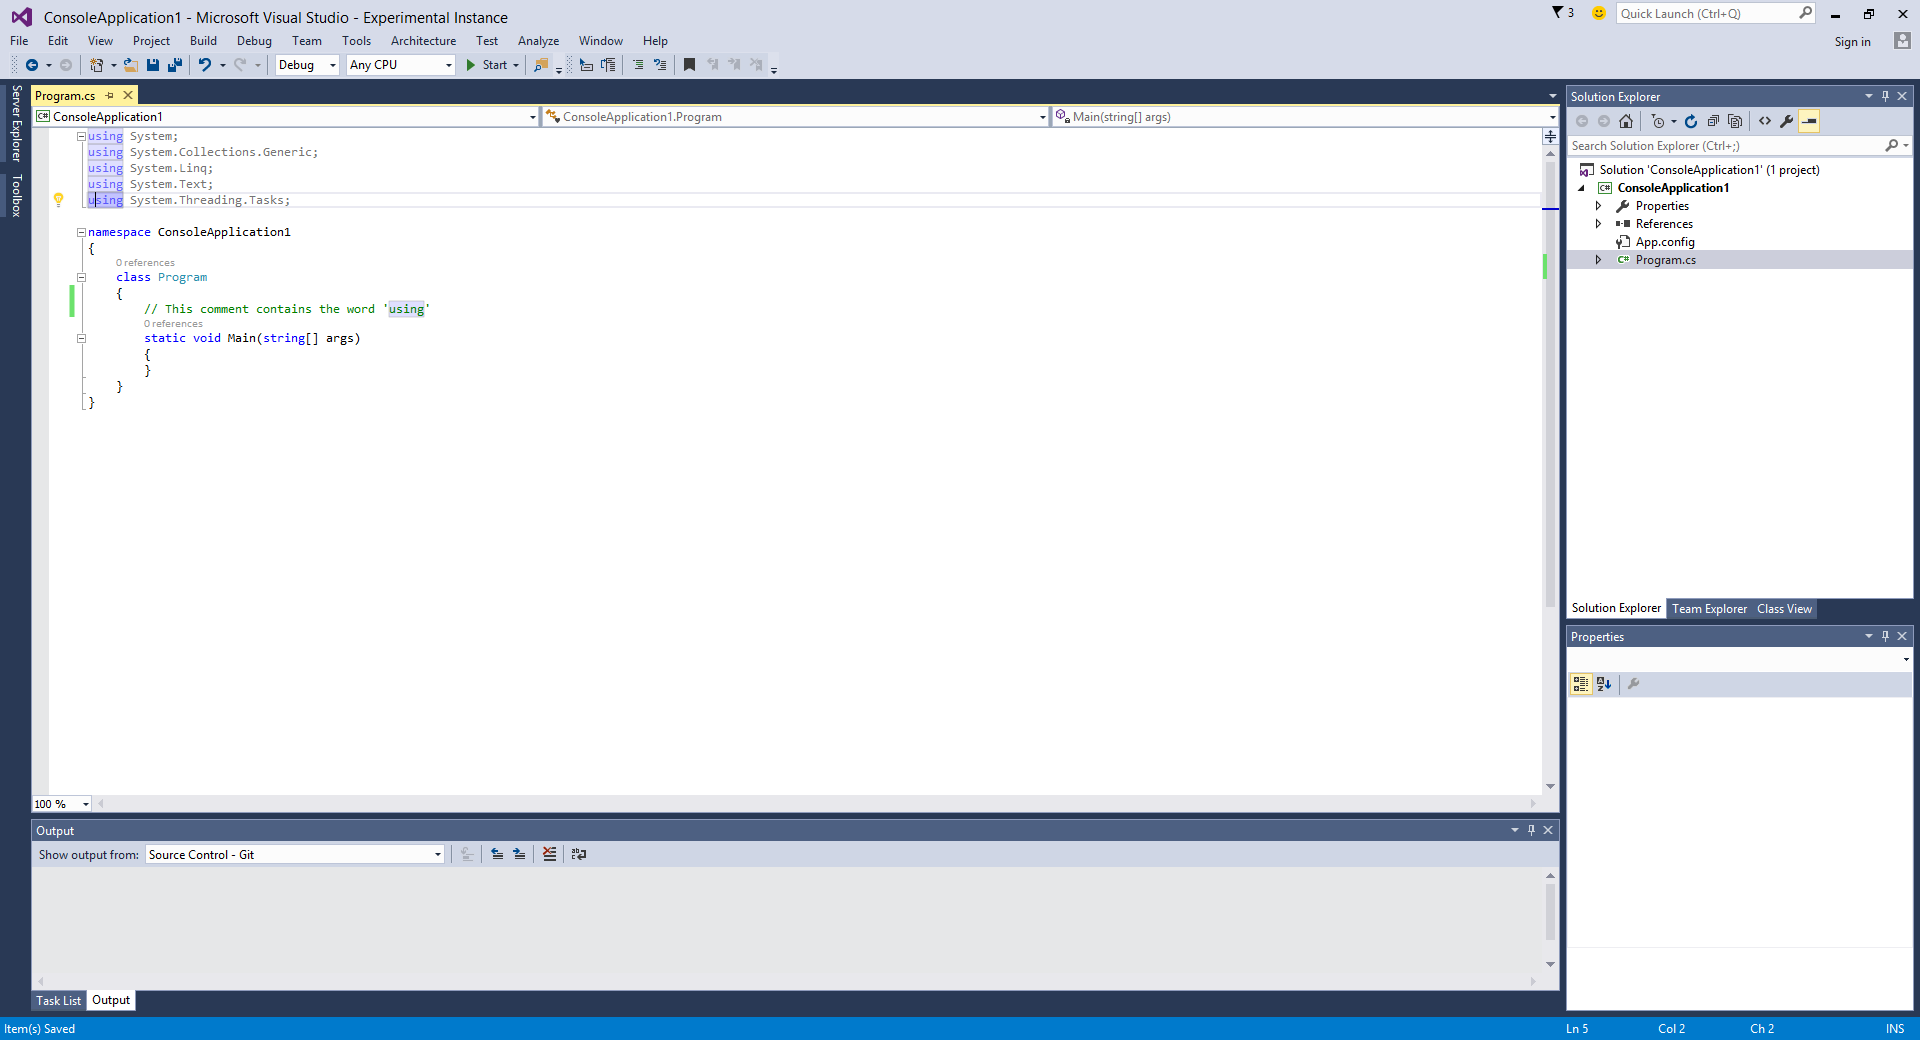 ConsoleApplication1 - Microsoft Visual Studio - Experimental Instance
3
Quick Launch (Ctrl+Q)
File Edit View Project Build Debug Team Tools Architecture Test Analyze Window Help
Sign in
Debug Any CPU Start
Server Explorer
Toolbox
Program.cs
C# ConsoleApplication1
ConsoleApplication1.Program
Main(string[] args)
using System;
using System.Collections.Generic;
using System.Linq;
using System.Text;
using System.Threading.Tasks;
namespace ConsoleApplication1
{
0 references
class Program
{
// This comment contains the word 'using'
0 references
static void Main(string[] args)
{
}
}
}
100 %
Output
Show output from: Source Control - Git
Task List Output
Solution Explorer
Search Solution Explorer (Ctrl+;)
Solution 'ConsoleApplication1' (1 project)
C# ConsoleApplication1
Properties
References
App.config
C# Program.cs
Solution Explorer Team Explorer Class View
Properties
Item(s) Saved
Ln 5 Col 2 Ch 2 INS